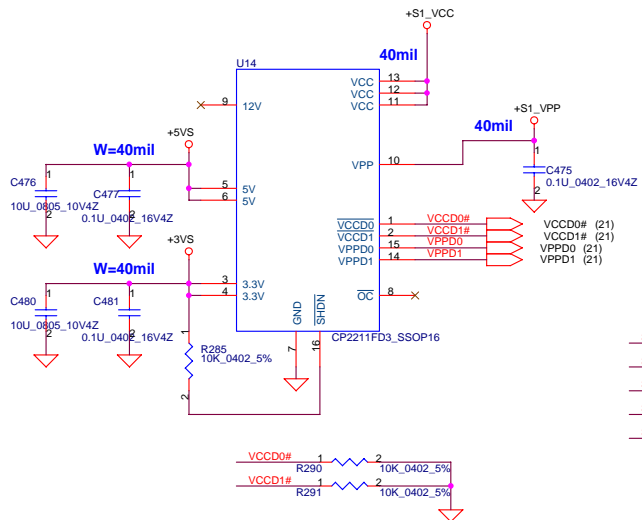 +S1_VCC
40mil
U14
9 12V
VCC 13
VCC 12
VCC 11
+S1_VPP
40mil
+5VS
W=40mil
VPP 10
1
C475
0.1U_0402_16V4Z
2
1
C476
10U_0805_10V4Z
2
1
C477
0.1U_0402_16V4Z
2
5 5V
6 5V
VCCD0 1 VCCD0# VCCD0# (21)
VCCD1 2 VCCD1# VCCD1# (21)
VPPD0 15 VPPD0 VPPD0 (21)
VPPD1 14 VPPD1 VPPD1 (21)
+3VS
W=40mil
3 3.3V
4 3.3V
OC 8
1
C480
10U_0805_10V4Z
2
1
C481
0.1U_0402_16V4Z
2
GND
SHDN
7
16
CP2211FD3_SSOP16
1
R285
10K_0402_5%
2
VCCD0# 1 2
R290 10K_0402_5%
VCCD1# 1 2
R291 10K_0402_5%